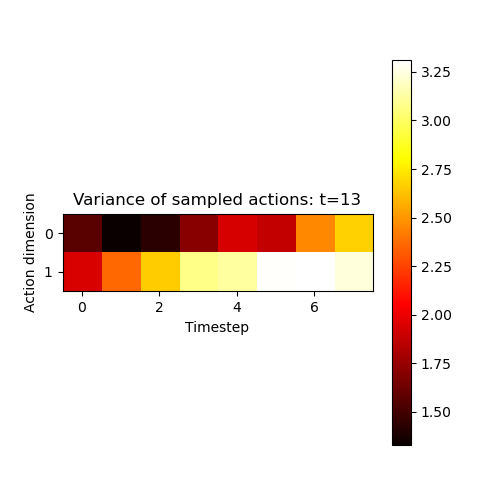 Variance of sampled actions: t=13
Action dimension
0
1
0 2 4 6
Timestep
3.25
3.00
2.75
2.50
2.25
2.00
1.75
1.50